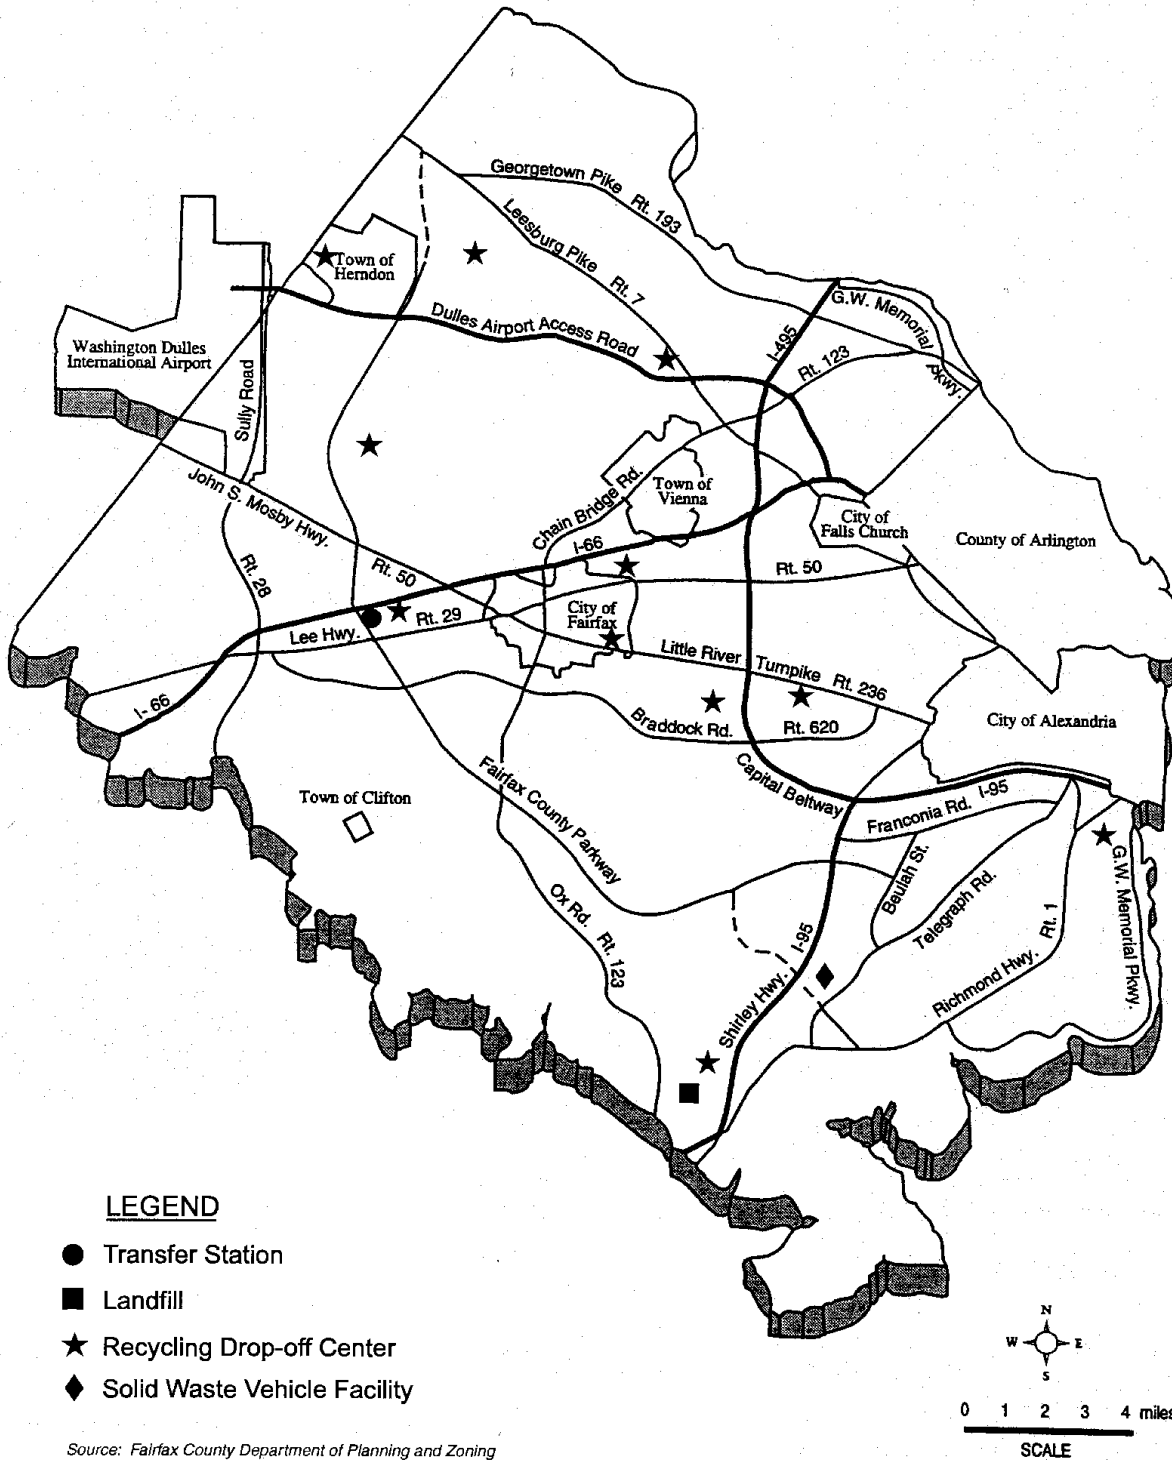 Georgetown Pike Rt. 193
Leesburg Pike Rt. 7
Town of
Herndon
G.W. Memorial Pkwy.
Dulles Airport Access Road
I-495
Rt. 123
Washington Dulles
International Airport
Sully Road
John S. Mosby Hwy.
Rt. 50
Chain Bridge Rd.
Town of
Vienna
City of
Falls Church
County of Arlington
I-66
Rt. 50
Rt. 28
City of
Fairfax
Rt. 29
Lee Hwy.
Little River Turnpike Rt. 236
I-66
Braddock Rd.
Rt. 620
City of Alexandria
Capital Beltway
Fairfax County Parkway
Town of Clifton
Franconia Rd.
I-95
Beulah St.
Telegraph Rd.
G.W. Memorial Pkwy.
Ox Rd. Rt. 123
Rt. 1
I-95
Shirley Hwy.
Richmond Hwy.
LEGEND
Transfer Station
Landfill
Recycling Drop-off Center
Solid Waste Vehicle Facility
N
W E
S
0 1 2 3 4 miles
SCALE
Source: Fairfax County Department of Planning and Zoning